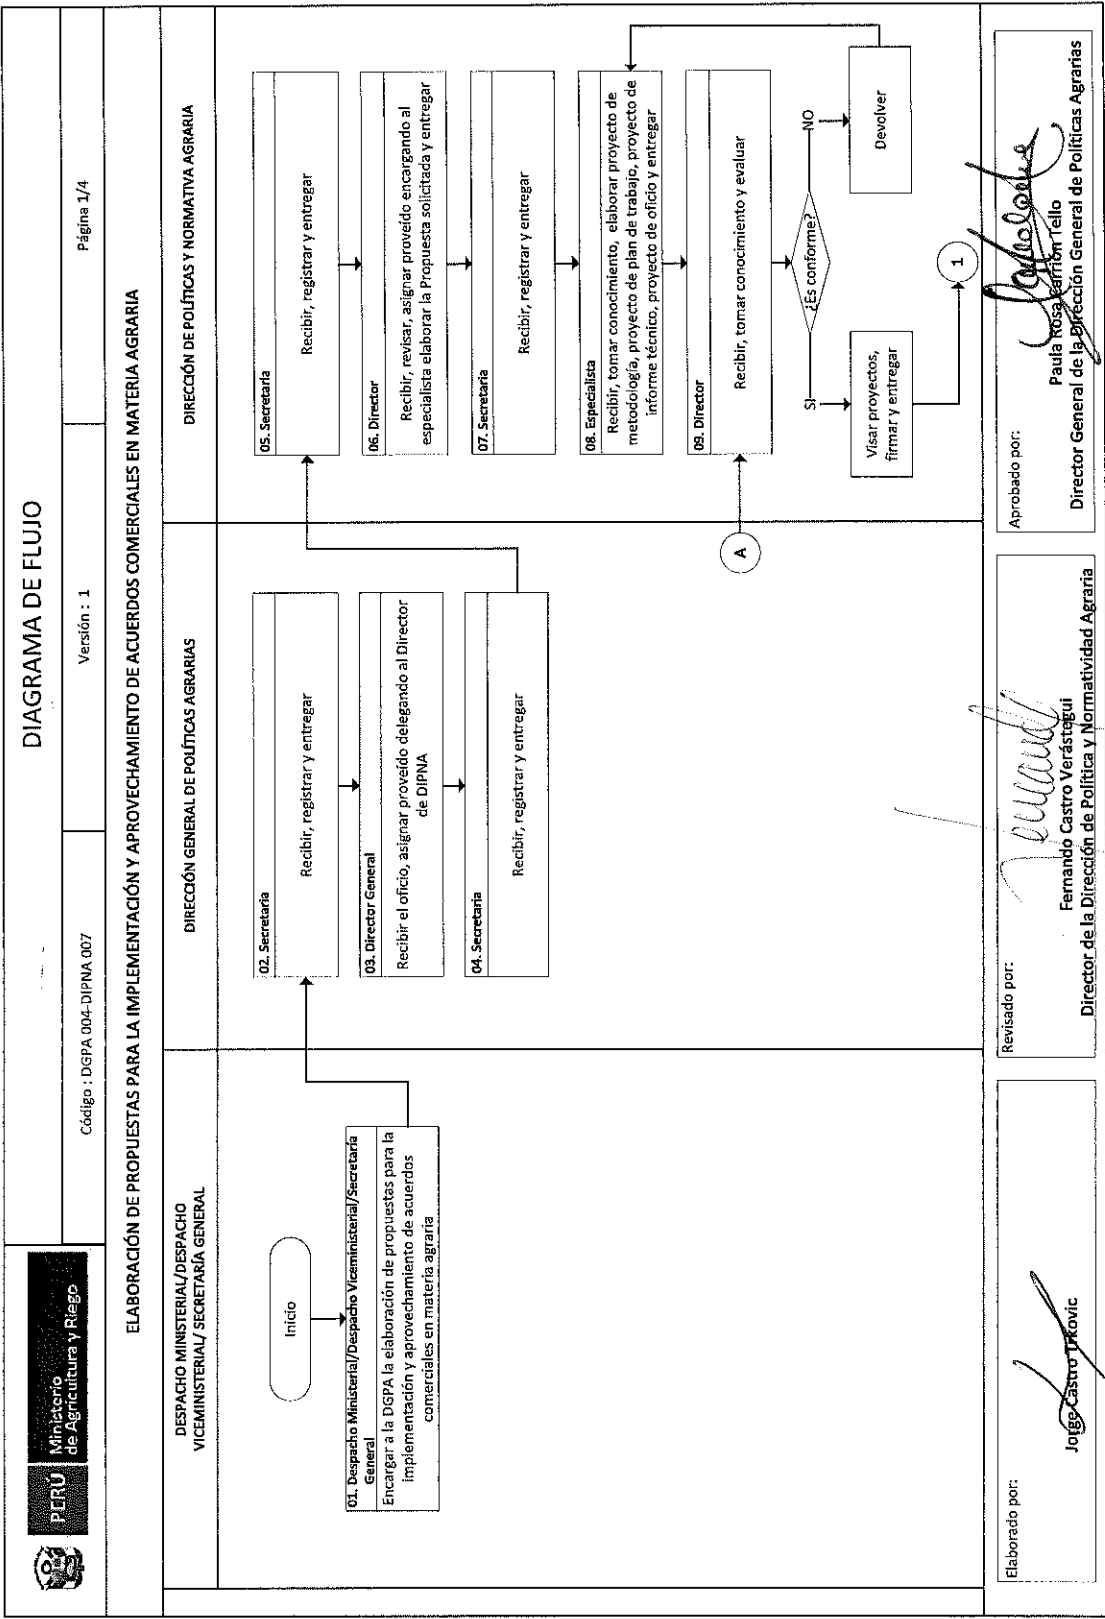 DIAGRAMA DE FLUJO
PERÚ
Ministerio
de Agricultura y Riego
Código : DGPA 004-DIPNA 007
Versión : 1
Página 1/4
ELABORACIÓN DE PROPUESTAS PARA LA IMPLEMENTACIÓN Y APROVECHAMIENTO DE ACUERDOS COMERCIALES EN MATERIA AGRARIA
DESPACHO MINISTERIAL/DESPACHO
VICEMINISTERIAL/ SECRETARÍA GENERAL
Inicio
01. Despacho Ministerial/Despacho Viceministerial/Secretaría
General
Encargar a la DGPA la elaboración de propuestas para la
implementación y aprovechamiento de acuerdos
comerciales en materia agraria
DIRECCIÓN GENERAL DE POLÍTICAS AGRARIAS
02. Secretaria
Recibir, registrar y entregar
03. Director General
Recibir el oficio, asignar proveído delegando al Director
de DIPNA
04. Secretaria
Recibir, registrar y entregar
DIRECCIÓN DE POLÍTICAS Y NORMATIVA AGRARIA
05. Secretaria
Recibir, registrar y entregar
06. Director
Recibir, revisar, asignar proveído encargando al
especialista elaborar la Propuesta solicitada y entregar
07. Secretaria
Recibir, registrar y entregar
08. Especialista
Recibir, tomar conocimiento, elaborar proyecto de
metodología, proyecto de plan de trabajo, proyecto de
informe técnico, proyecto de oficio y entregar
A
09. Director
Recibir, tomar conocimiento y evaluar
SI
¿Es conforme?
NO
Visar proyectos,
firmar y entregar
Devolver
1
Elaborado por:
Jorge Castro Trkovic
Revisado por:
Fernando Castro Verástegui
Director de la Dirección de Política y Normatividad Agraria
Aprobado por:
Paula Rosa Carrión Tello
Director General de la Dirección General de Políticas Agrarias